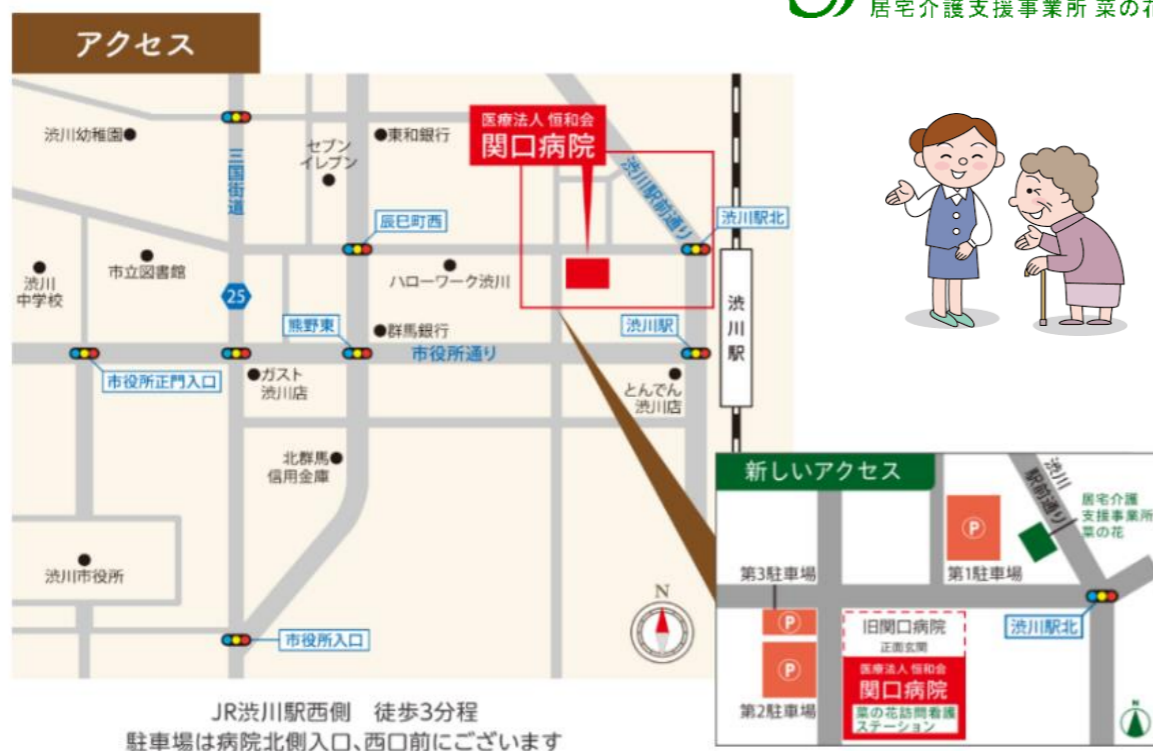 居宅介護支援事業所 菜の花
アクセス
渋川幼稚園
三国街道
セブン
イレブン
東和銀行
医療法人 恒和会
関口病院
渋川駅前通り
辰巳町西
渋川駅北
渋川
中学校
市立図書館
25
ハローワーク渋川
渋川駅
熊野東
群馬銀行
渋川駅
市役所通り
市役所正門入口
ガスト
渋川店
とんでん
渋川店
北群馬
信用金庫
渋川市役所
市役所入口
N
JR渋川駅西側 徒歩3分程
駐車場は病院北側入口、西口前にございます
新しいアクセス
渋川
駅前通り
居宅介護
支援事業所
菜の花
P
第3駐車場
第1駐車場
P
旧関口病院
正面玄関
渋川駅北
P
医療法人 恒和会
関口病院
第2駐車場
菜の花訪問看護
ステーション
N